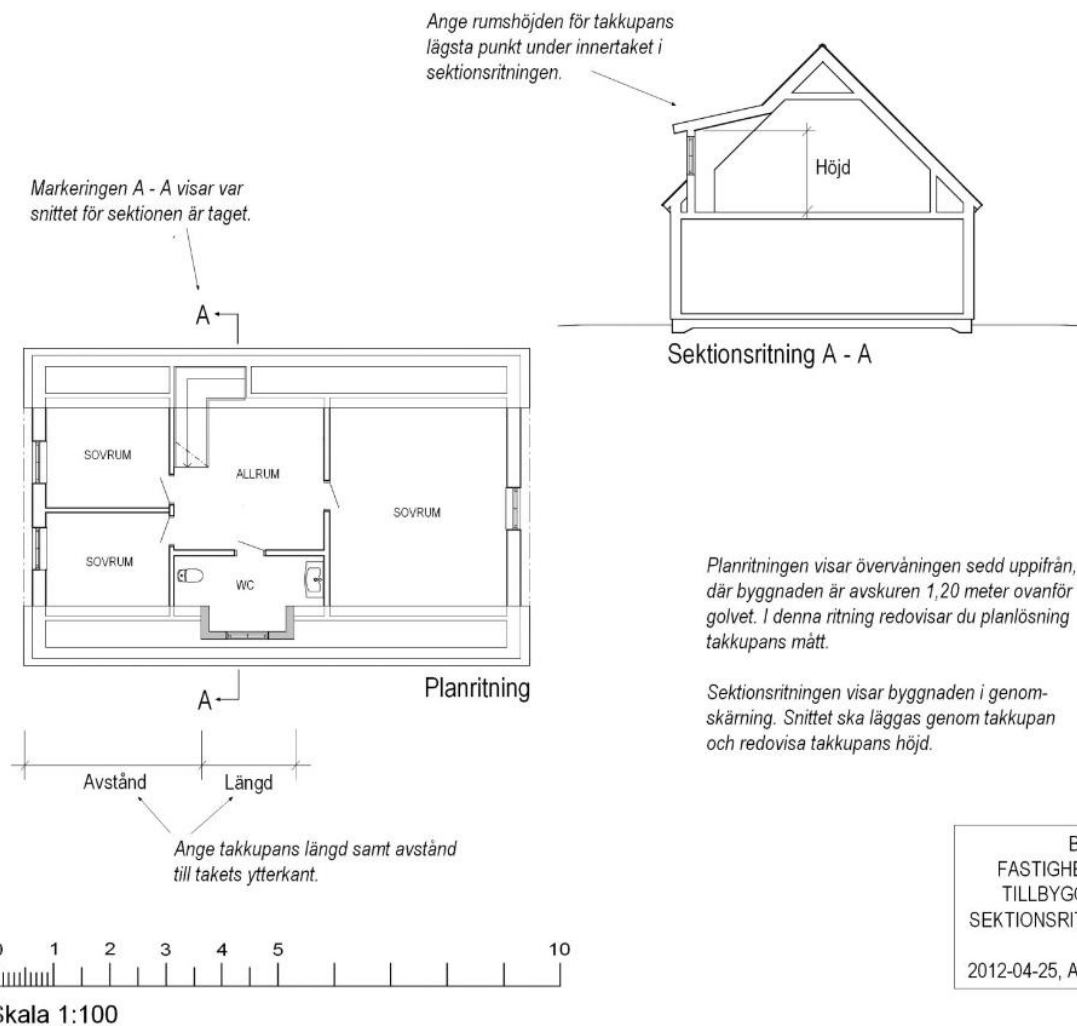 Ange rumshöjden för takkupans
lägsta punkt under innertaket i
sektionsritningen.
Höjd
Sektionsritning A - A
Markeringen A - A visar var
snittet för sektionen är taget.
A
SOVRUM
ALLRUM
SOVRUM
SOVRUM
WC
A
Planritning
Avstånd
Längd
Ange takkupans längd samt avstånd
till takets ytterkant.
Planritningen visar övervåningen sedd uppifrån,
där byggnaden är avskuren 1,20 meter ovanför
golvet. I denna ritning redovisar du planlösning
takkupans mått.
Sektionsritningen visar byggnaden i genom-
skärning. Snittet ska läggas genom takkupan
och redovisa takkupans höjd.
B
FASTIGHE
TILLBYGG
SEKTIONSRIT
2012-04-25, A
0 1 2 3 4 5 10
Skala 1:100